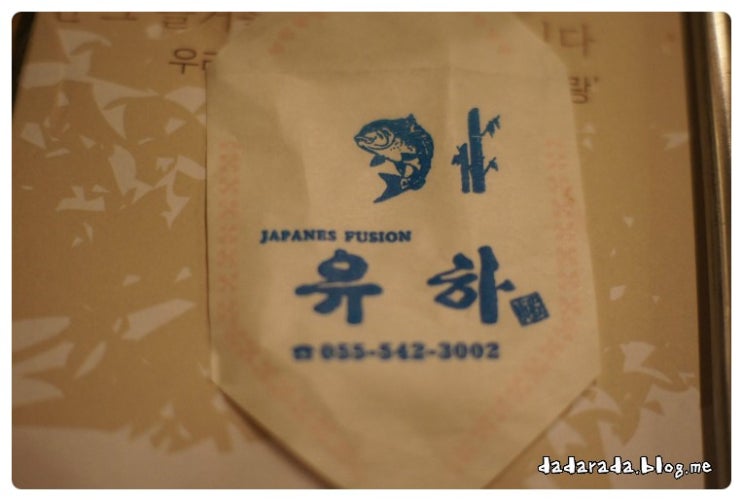 JAPANES FUSION
유하
☎ 055-542-3002
dadarada.blog.me